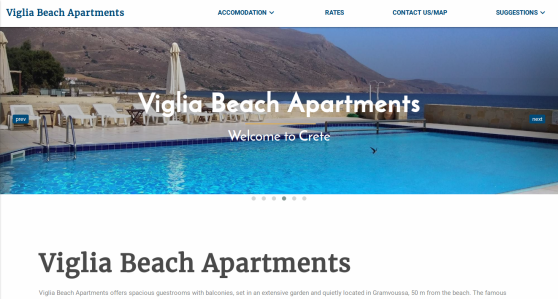 Viglia Beach Apartments ACCOMODATION RATES CONTACT US/MAP SUGGESTIONS
Viglia Beach Apartments
prev next
Welcome to Crete
Viglia Beach Apartments
Viglia Beach Apartments offers spacious guestrooms with balconies, set in an extensive garden and quietly located in Gramvoussa, 50 m from the beach. The famous